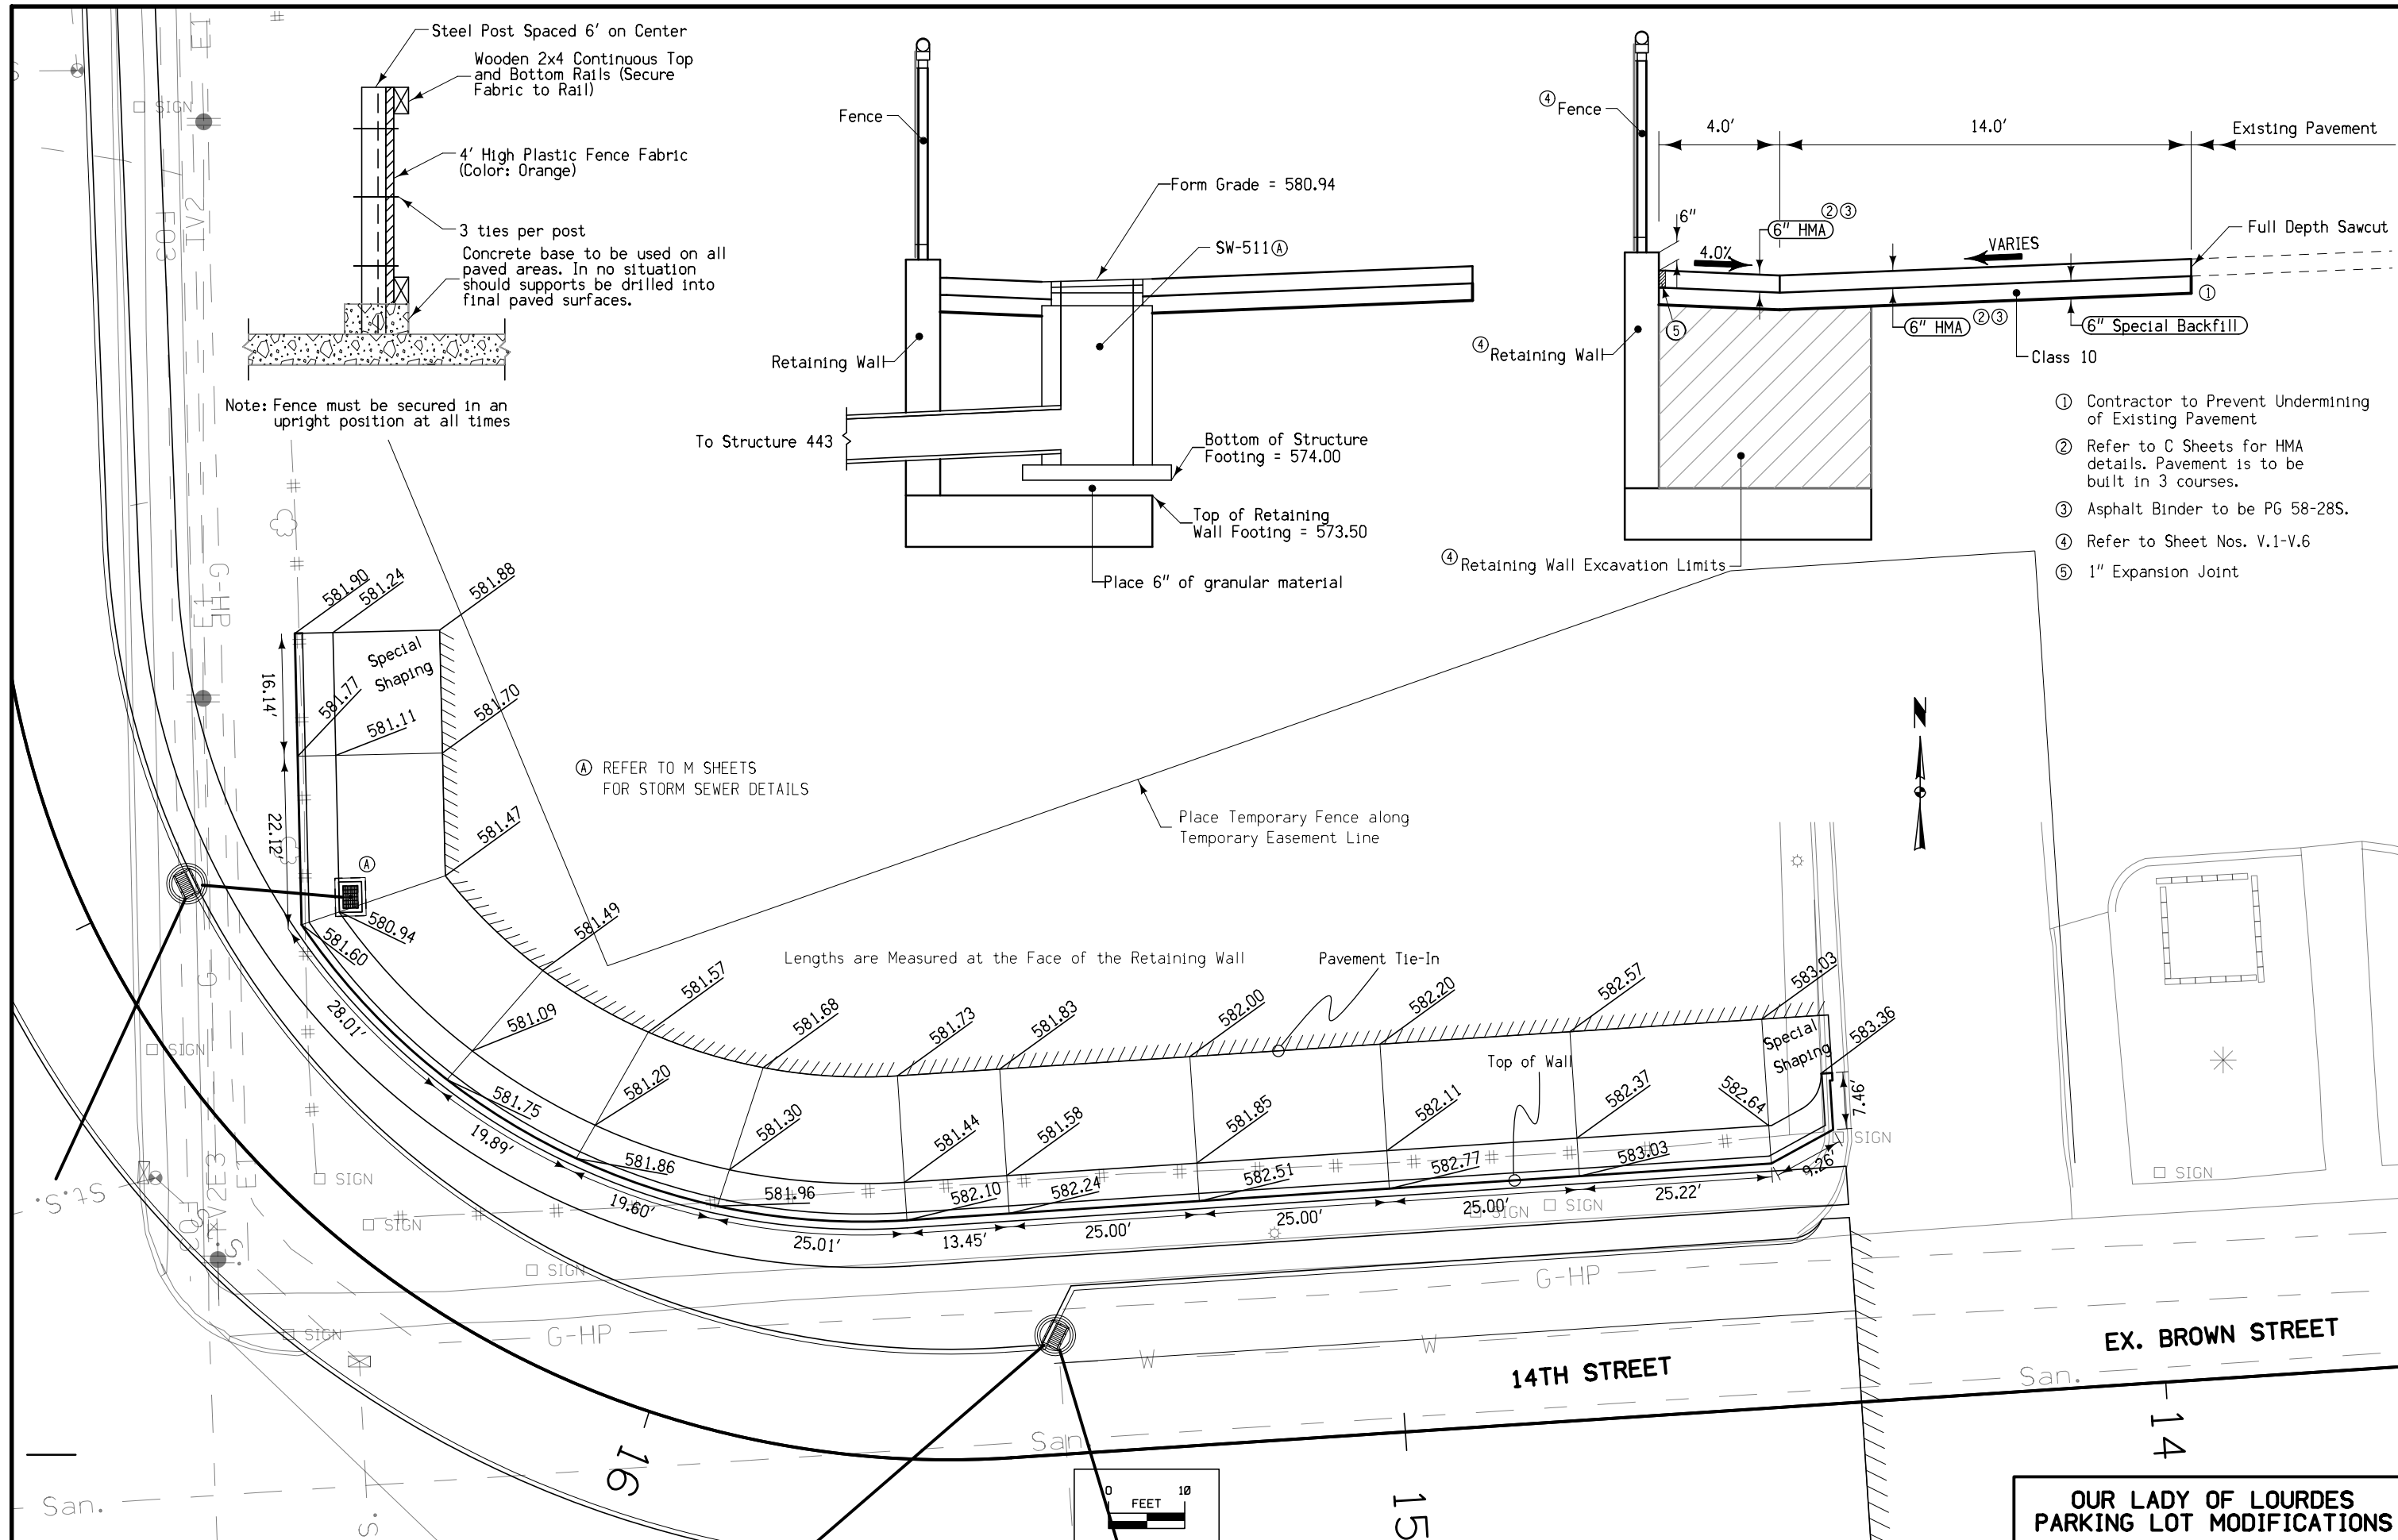 Steel Post Spaced 6' on Center
Wooden 2x4 Continuous Top
and Bottom Rails (Secure
Fabric to Rail)
4' High Plastic Fence Fabric
(Color: Orange)
3 ties per post
Concrete base to be used on all
paved areas. In no situation
should supports be drilled into
final paved surfaces.
Note: Fence must be secured in an
upright position at all times
Fence
Form Grade = 580.94
SW-511 Ⓐ
Retaining Wall
To Structure 443
Bottom of Structure
Footing = 574.00
Top of Retaining
Wall Footing = 573.50
Place 6" of granular material
④ Fence
4.0'
14.0'
Existing Pavement
6"
6" HMA ②③
4.0%
VARIES
Full Depth Sawcut
①
⑤
6" HMA ②③
6" Special Backfill
④ Retaining Wall
Class 10
④ Retaining Wall Excavation Limits
① Contractor to Prevent Undermining
of Existing Pavement
② Refer to C Sheets for HMA
details. Pavement is to be
built in 3 courses.
③ Asphalt Binder to be PG 58-28S.
④ Refer to Sheet Nos. V.1-V.6
⑤ 1" Expansion Joint
SIGN
E1
IV2
F03
G-HP
E1
581.90
581.24
581.88
Special
Shaping
16.14'
581.77
581.11
581.70
22.12'
581.47
Ⓐ
580.94
581.60
Ⓐ REFER TO M SHEETS
FOR STORM SEWER DETAILS
Place Temporary Fence along
Temporary Easement Line
N
581.49
Lengths are Measured at the Face of the Retaining Wall
Pavement Tie-In
581.57
581.68
581.73
581.83
582.00
582.20
582.57
583.03
583.36
Special
Shaping
Top of Wall
28.01'
581.09
581.20
581.30
581.44
581.58
581.85
582.11
582.37
582.64
7.46'
SIGN
581.75
581.86
581.96
582.10
582.24
582.51
582.77
583.03
9.26'
19.89'
19.60'
25.01'
13.45'
25.00'
25.00'
25.00'
25.22'
SIGN
G
SIGN
SIGN
SIGN
SIGN
SIGN
SIGN
SIGN
St.S.
E1
G-HP
G-HP
W
W
14TH STREET
EX. BROWN STREET
San.
San.
San.
S.
16
15
14
0 10
FEET
OUR LADY OF LOURDES
PARKING LOT MODIFICATIONS